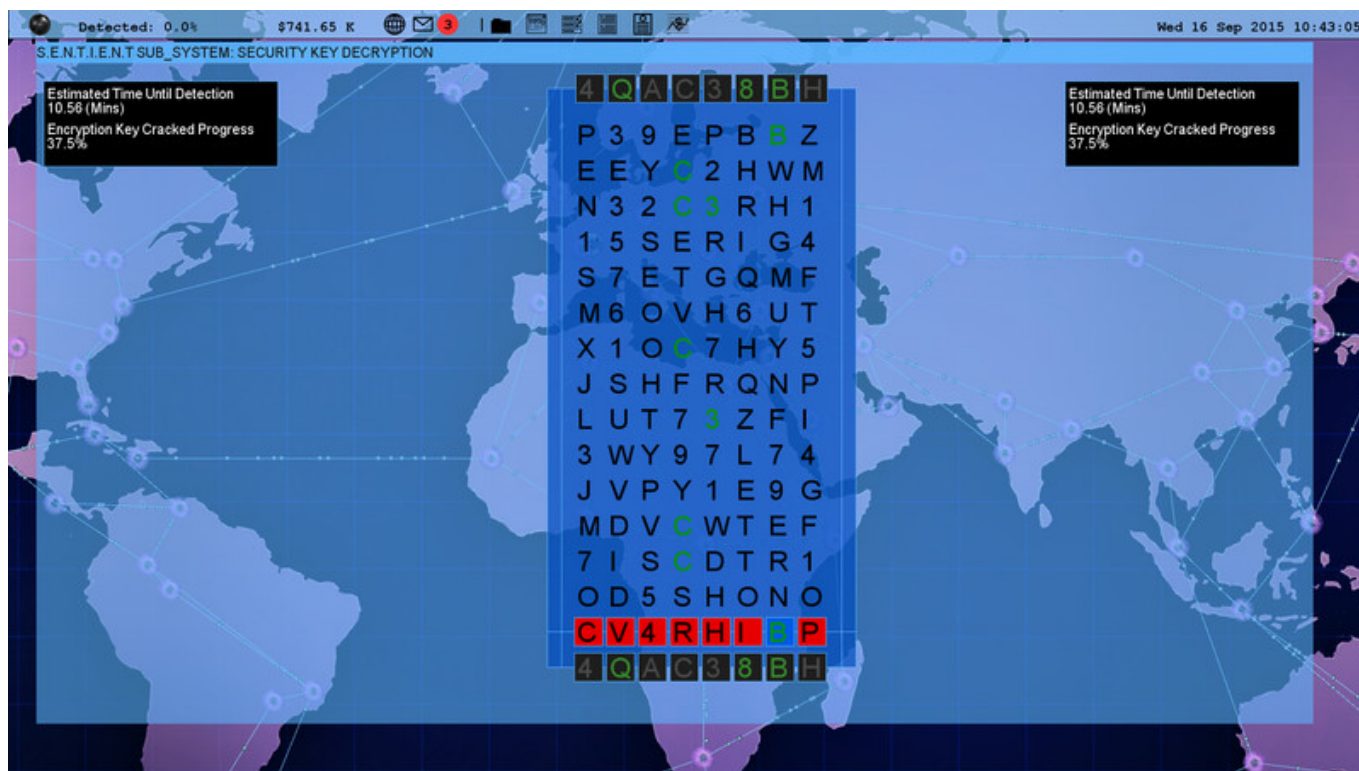 Detected: 0.0% $741.65 K 3 Wed 16 Sep 2015 10:43:05
S.E.N.T.I.E.N.T SUB_SYSTEM: SECURITY KEY DECRYPTION
Estimated Time Until Detection
10.56 (Mins)
Encryption Key Cracked Progress
37.5%
4 Q A C 3 8 B H
P 3 9 E P B B Z
E E Y C 2 H W M
N 3 2 C 3 R H 1
1 5 S E R I G 4
S 7 E T G Q M F
M 6 O V H 6 U T
X 1 O C 7 H Y 5
J S H F R Q N P
L U T 7 3 Z F I
3 W Y 9 7 L 7 4
J V P Y 1 E 9 G
M D V C W T E F
7 I S C D T R 1
O D 5 S H O N O
C V 4 R H I B P
4 Q A C 3 8 B H
Estimated Time Until Detection
10.56 (Mins)
Encryption Key Cracked Progress
37.5%